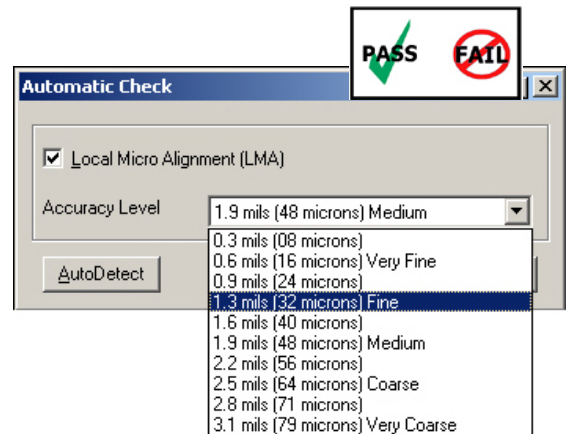 PASS FAIL
Automatic Check
Local Micro Alignment (LMA)
Accuracy Level 1.9 mils (48 microns) Medium
0.3 mils (08 microns)
0.6 mils (16 microns) Very Fine
0.9 mils (24 microns)
1.3 mils (32 microns) Fine
1.6 mils (40 microns)
1.9 mils (48 microns) Medium
2.2 mils (56 microns)
2.5 mils (64 microns) Coarse
2.8 mils (71 microns)
3.1 mils (79 microns) Very Coarse
AutoDetect